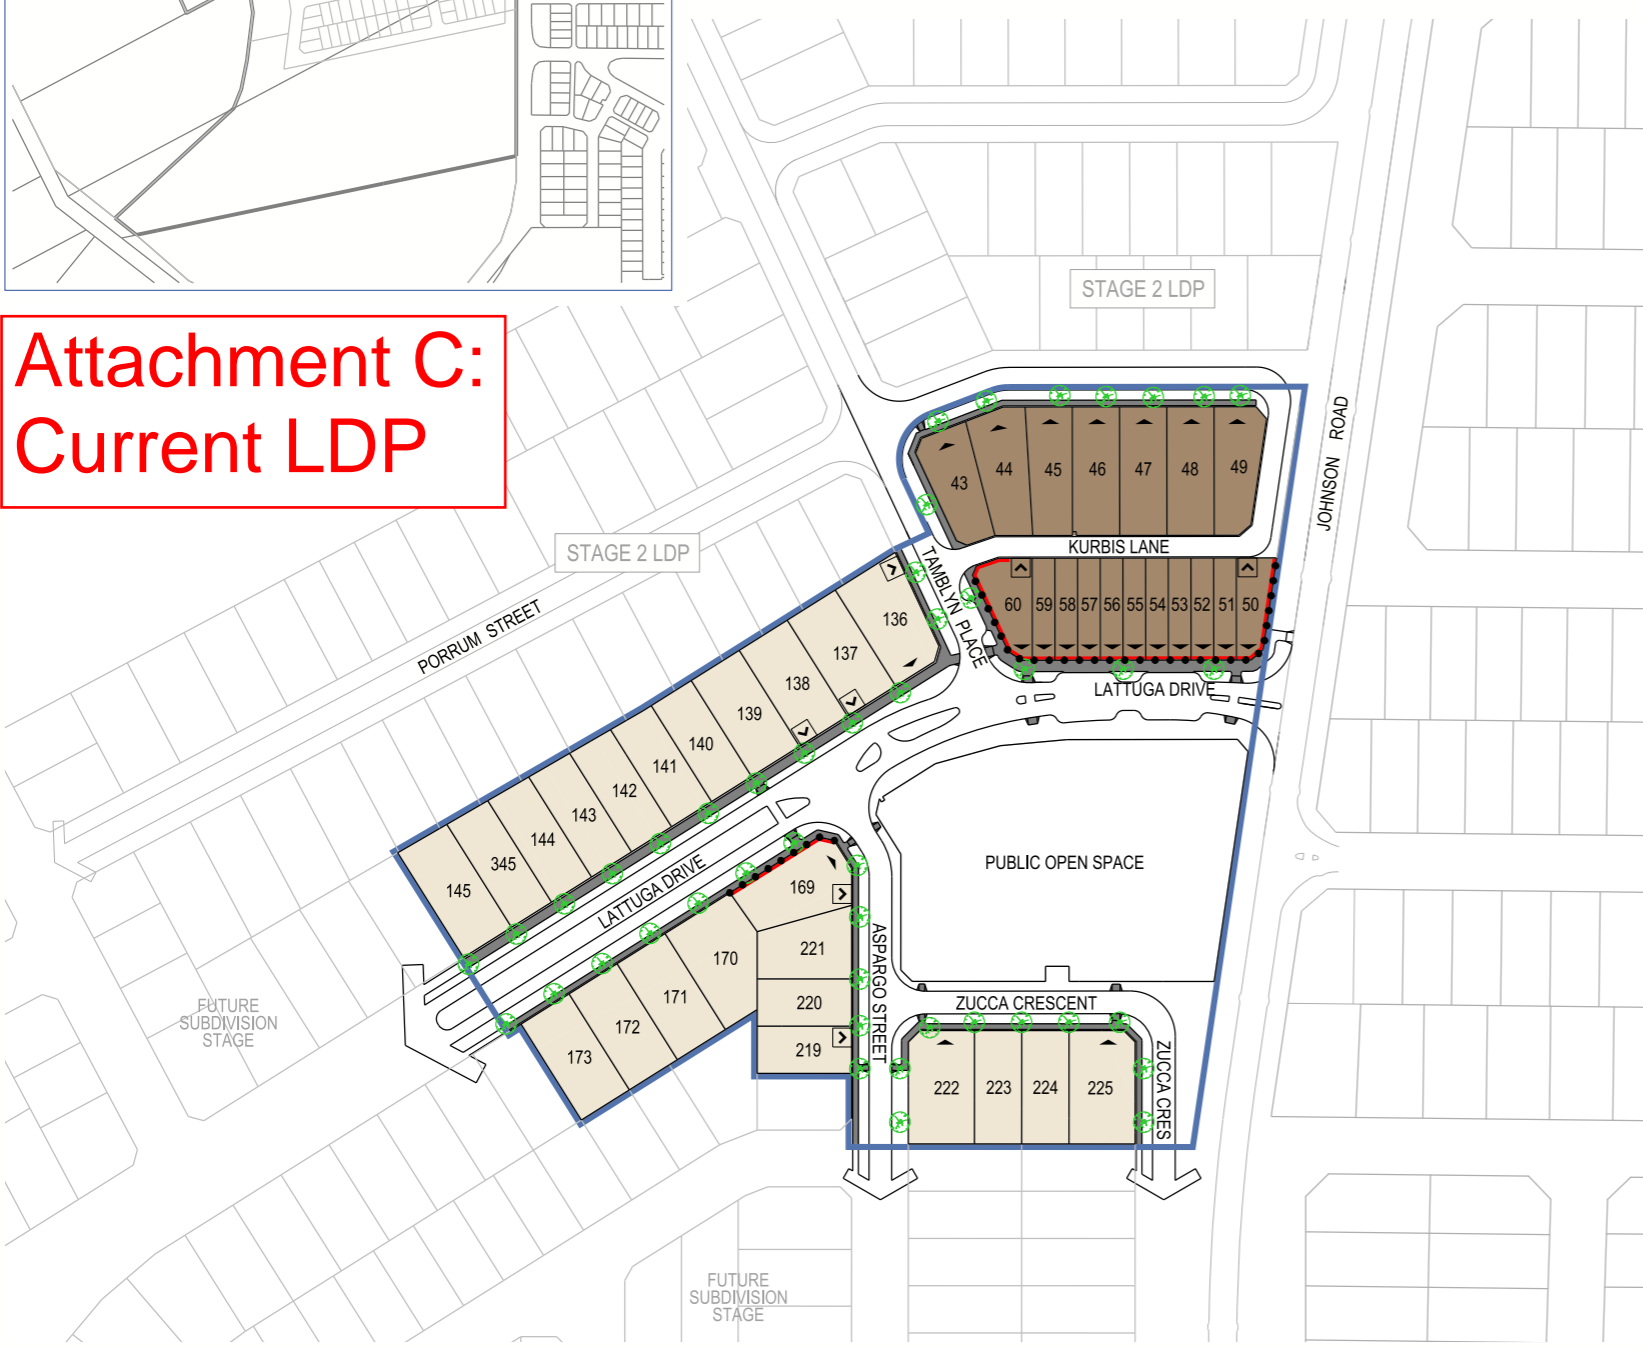 Attachment C:
Current LDP
STAGE 2 LDP
STAGE 2 LDP
JOHNSON ROAD
PORRUM STREET
TAMBLYN PLACE
KURBIS LANE
43
44
45
46
47
48
49
60
59
58
57
56
55
54
53
52
51
50
LATTUGA DRIVE
136
137
138
139
140
141
142
143
144
345
145
LATTUGA DRIVE
PUBLIC OPEN SPACE
169
170
171
172
173
221
220
219
ASPARGO STREET
ZUCCA CRESCENT
222
223
224
225
ZUCCA CRES
FUTURE
SUBDIVISION
STAGE
FUTURE
SUBDIVISION
STAGE